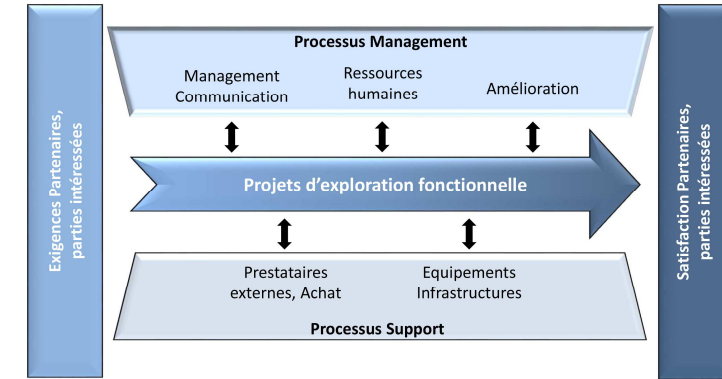 Exigences Partenaires,
parties intéressées
Processus Management
Management
Communication
Ressources
humaines
Amélioration
Projets d’exploration fonctionnelle
Prestataires
externes, Achat
Equipements
Infrastructures
Processus Support
Satisfaction Partenaires,
parties intéressées